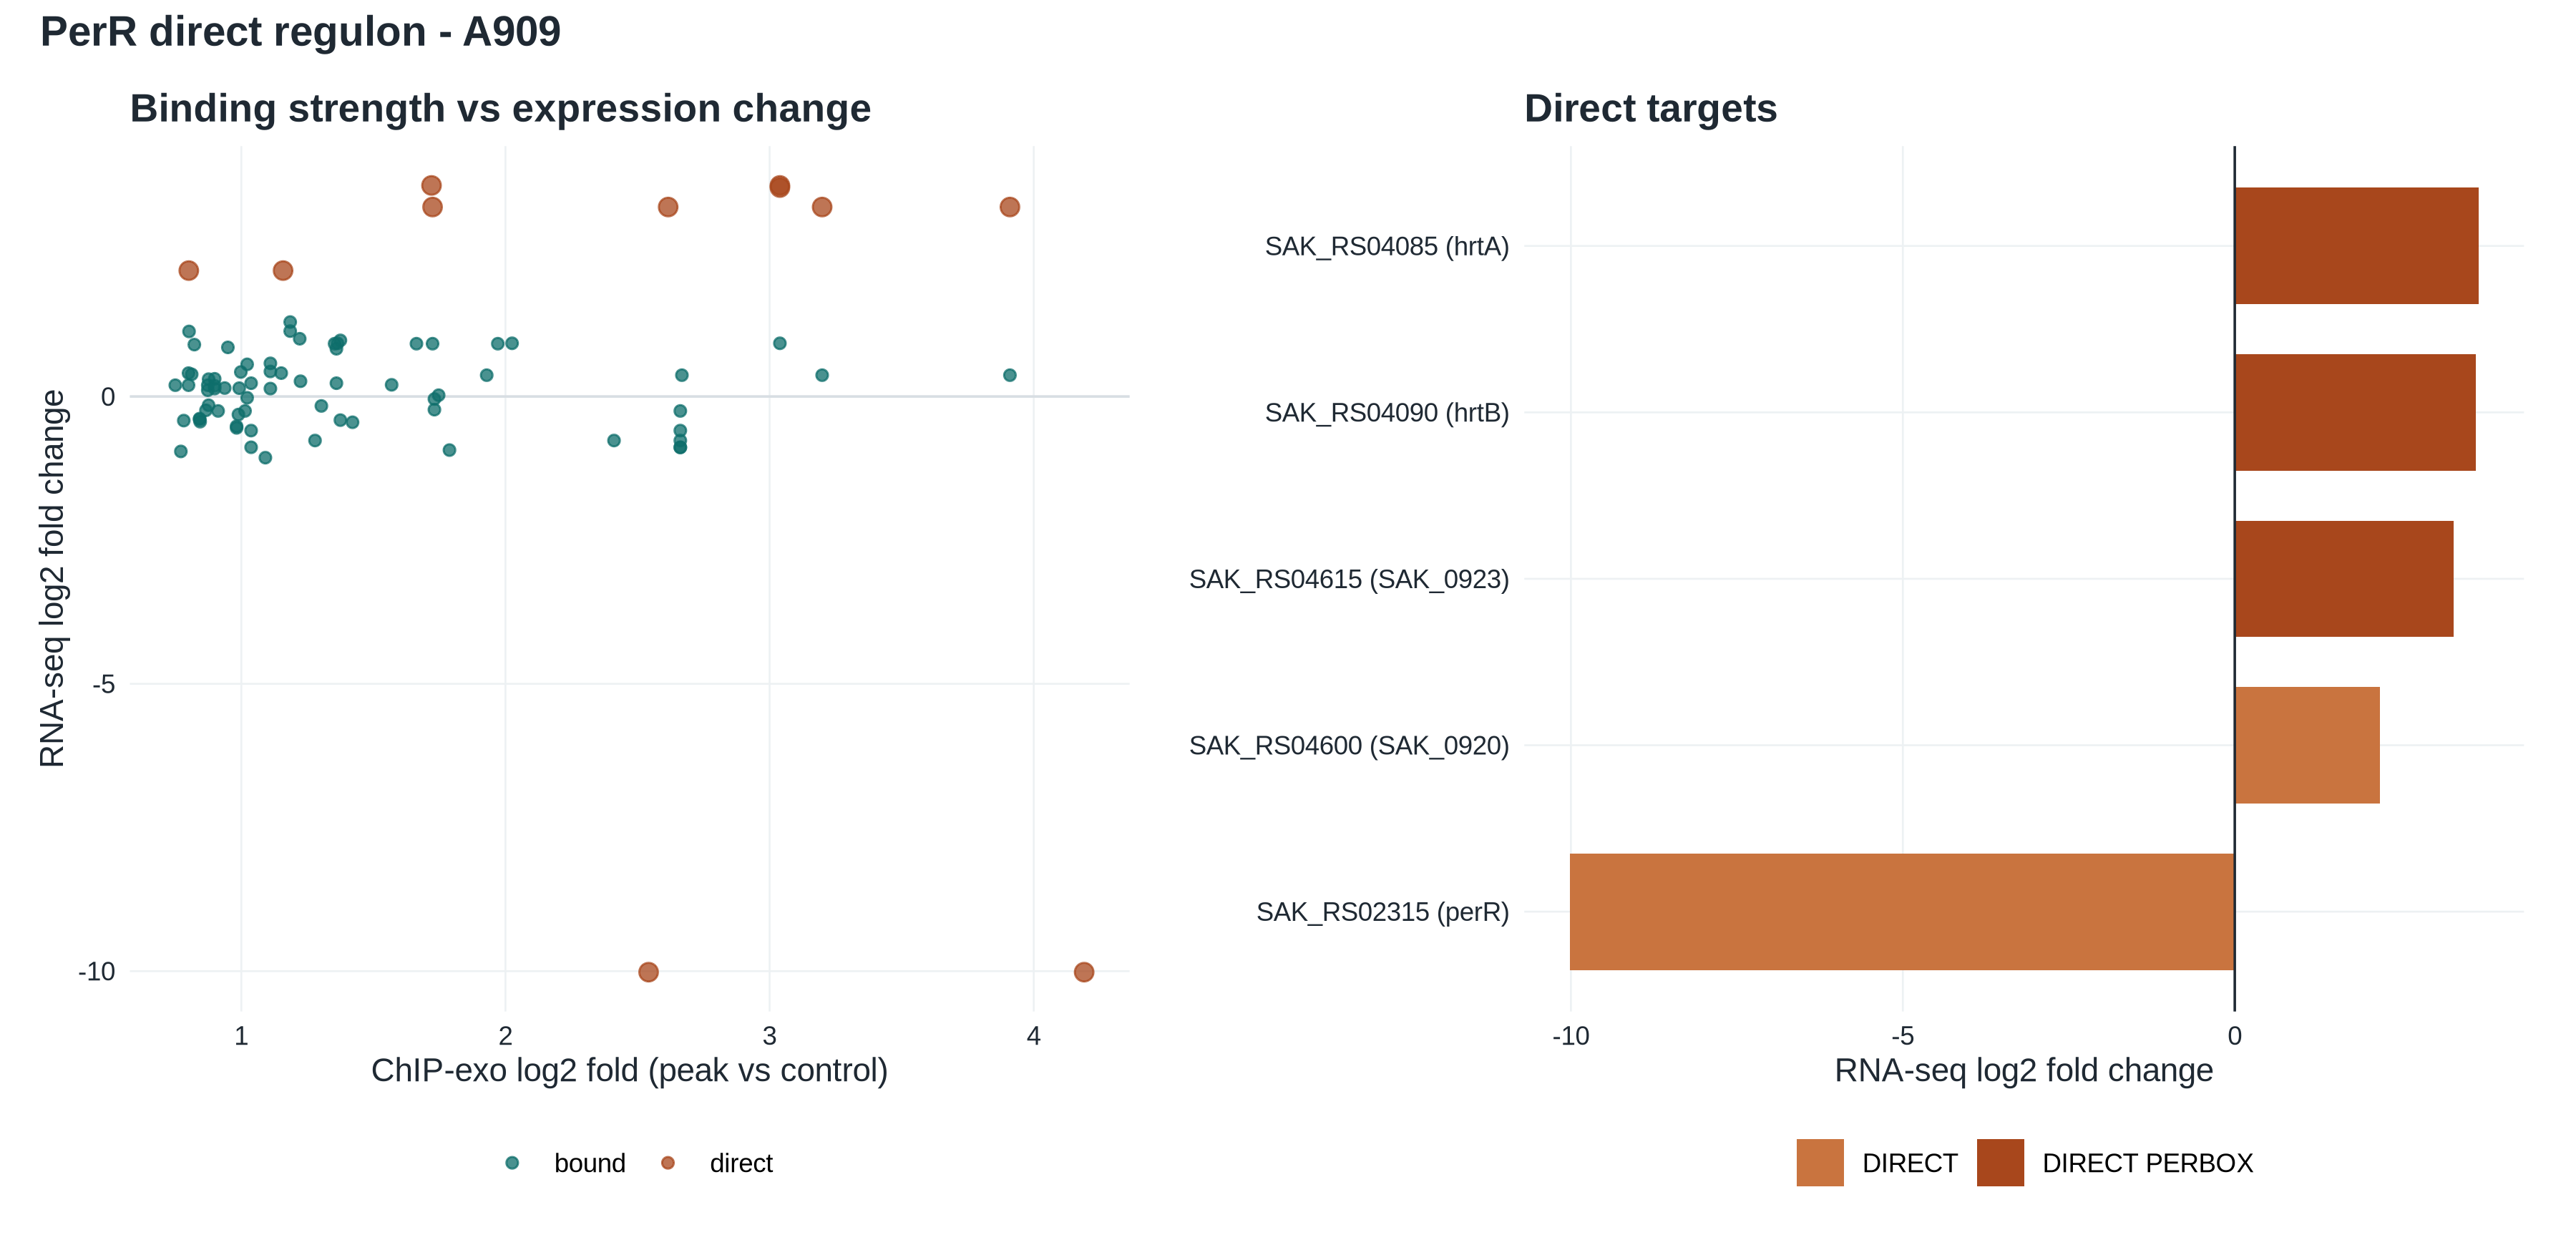 PerR direct regulon - A909
Binding strength vs expression change
RNA-seq log2 fold change
0
-5
-10
1 2 3 4
ChIP-exo log2 fold (peak vs control)
bound direct
Direct targets
SAK_RS04085 (hrtA)
SAK_RS04090 (hrtB)
SAK_RS04615 (SAK_0923)
SAK_RS04600 (SAK_0920)
SAK_RS02315 (perR)
-10 -5 0
RNA-seq log2 fold change
DIRECT DIRECT PERBOX